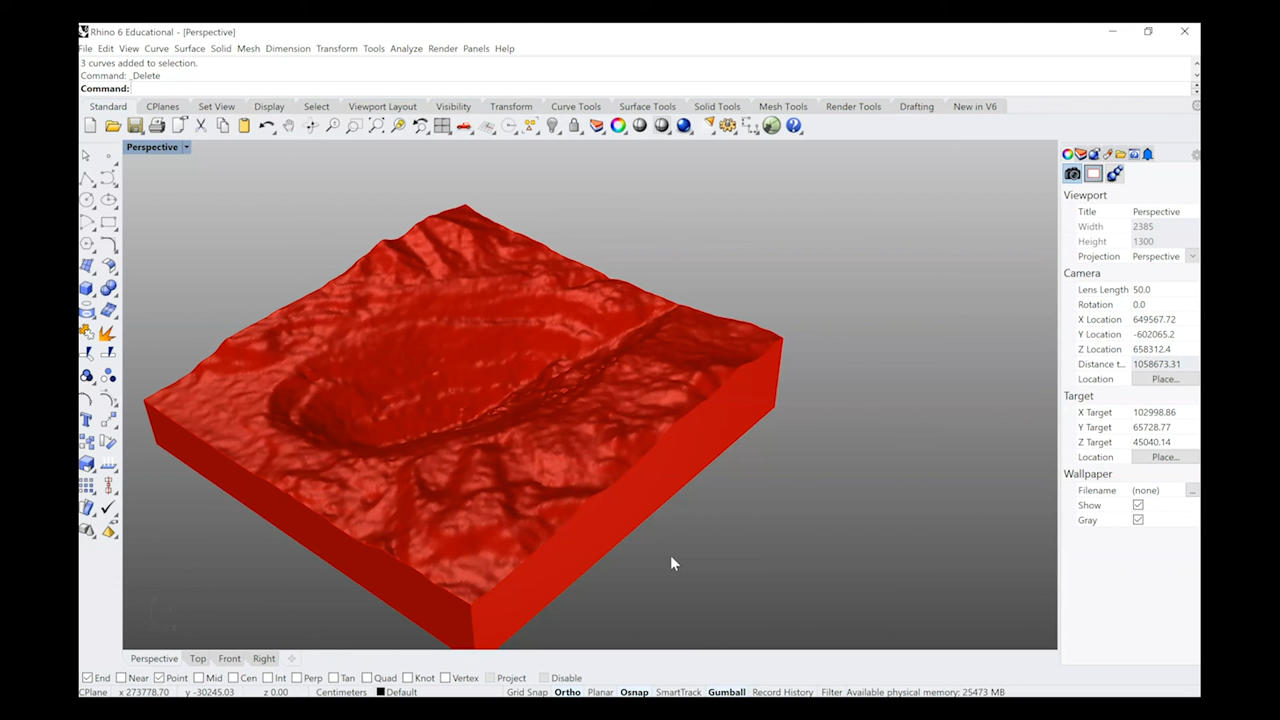 Rhino 6 Educational - [Perspective]
File Edit View Curve Surface Solid Mesh Dimension Transform Tools Analyze Render Panels Help
3 curves added to selection.
Command: _Delete
Command:
Standard CPlanes Set View Display Select Viewport Layout Visibility Transform Curve Tools Surface Tools Solid Tools Mesh Tools Render Tools Drafting New in V6
Perspective
Viewport
Title Perspective
Width 2385
Height 1300
Projection Perspective
Camera
Lens Length 50.0
Rotation 0.0
X Location 649567.72
Y Location -602065.2
Z Location 658312.4
Distance t... 1058673.31
Location Place...
Target
X Target 102998.86
Y Target 65728.77
Z Target 45040.14
Location Place...
Wallpaper
Filename (none) ...
Show
Gray
Perspective Top Front Right
End Near Point Mid Cen Int Perp Tan Quad Knot Vertex Project Disable
CPlane x 273778.70 y -30245.03 z 0.00 Centimeters Default Grid Snap Ortho Planar Osnap SmartTrack Gumball Record History Filter Available physical memory: 25473 MB